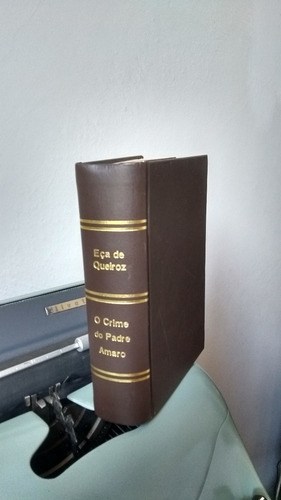 Eça de
Queiroz
O Crime
do Padre
Amaro